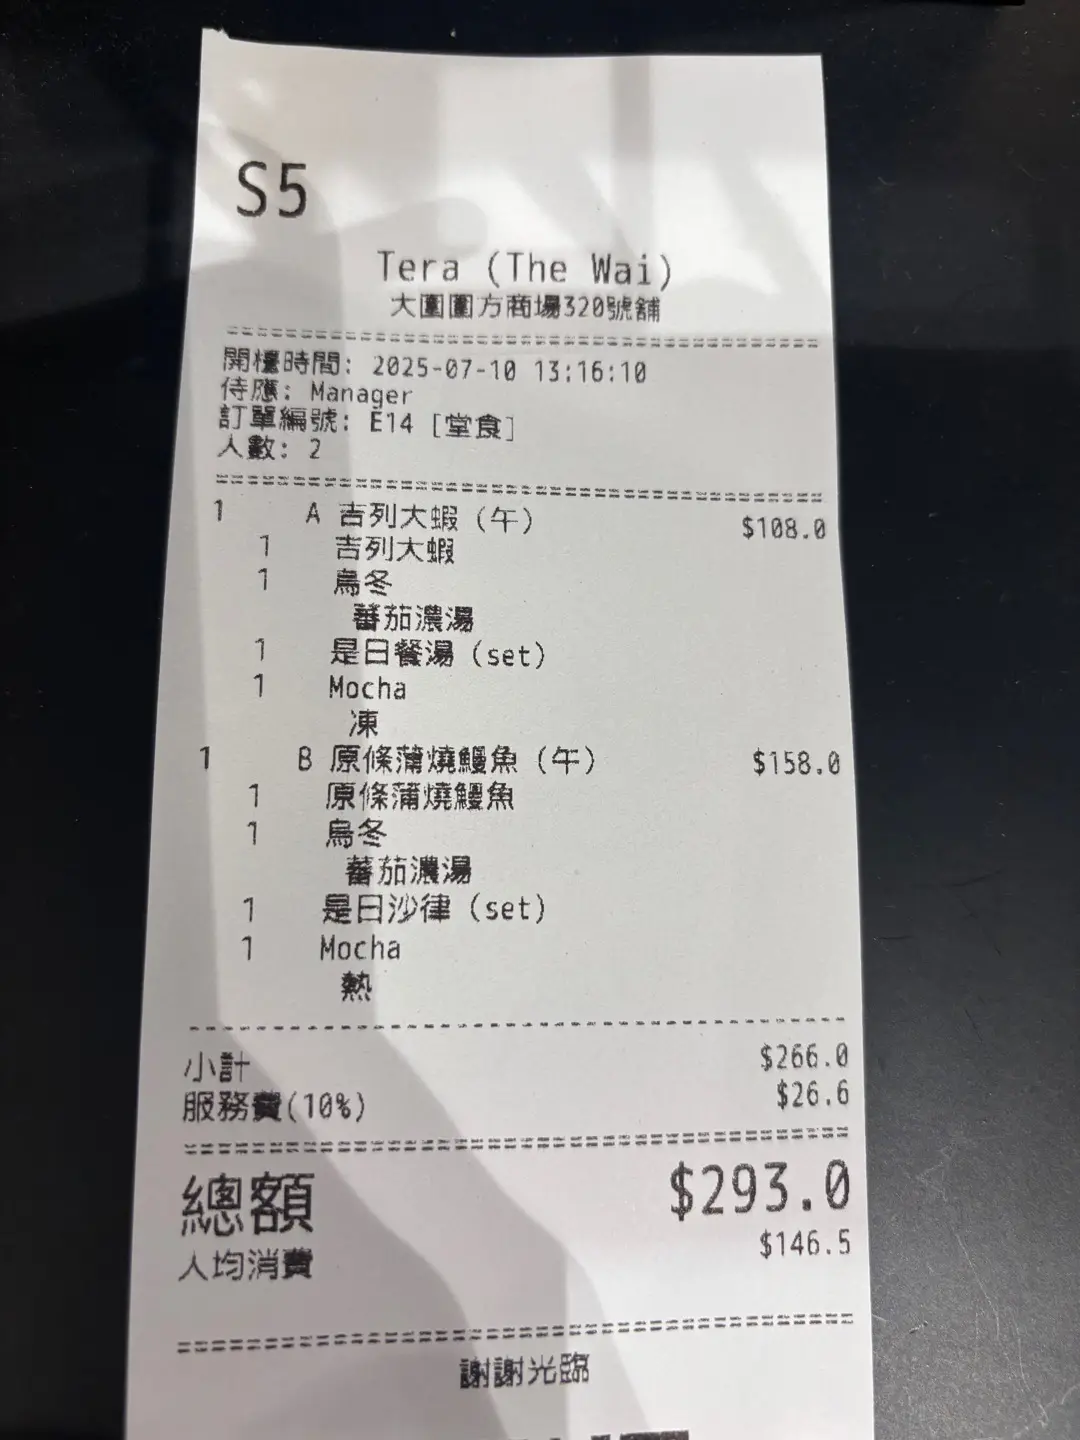 S5
Tera (The Wai)
大圍圍方商場320號舖
開檯時間: 2025-07-10 13:16:10
侍應: Manager
訂單編號: E14 [堂食]
人數: 2
1 A 吉列大蝦 (午) $108.0
1 吉列大蝦
1 烏冬
蕃茄濃湯
1 是日餐湯 (set)
1 Mocha
凍
1 B 原條蒲燒鰻魚 (午) $158.0
1 原條蒲燒鰻魚
1 烏冬
蕃茄濃湯
1 是日沙律 (set)
1 Mocha
熱
小計 $266.0
服務費(10%) $26.6
總額 $293.0
人均消費 $146.5
謝謝光臨